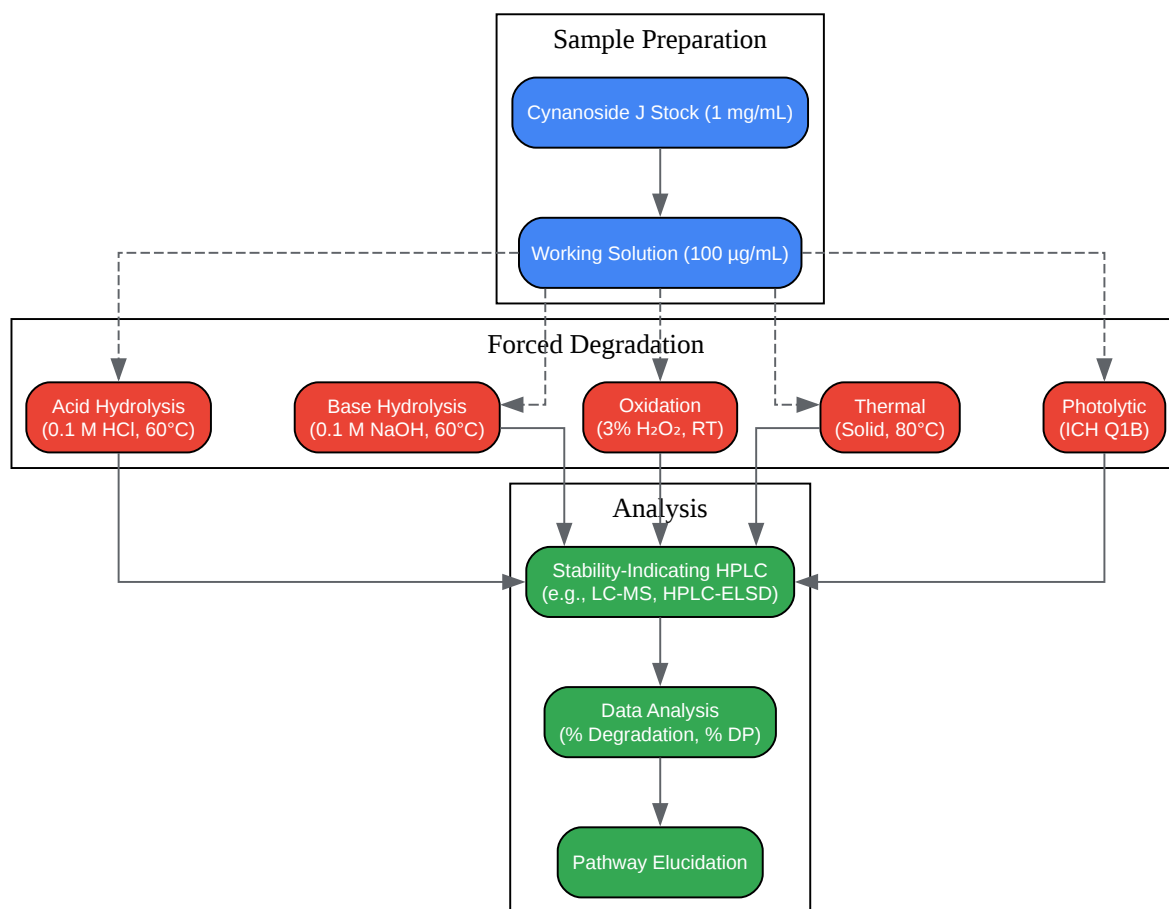 Sample Preparation
Cynanoside J Stock (1 mg/mL)
Working Solution (100 µg/mL)
Forced Degradation
Acid Hydrolysis
(0.1 M HCl, 60°C)
Base Hydrolysis
(0.1 M NaOH, 60°C)
Oxidation
(3% H₂O₂, RT)
Thermal
(Solid, 80°C)
Photolytic
(ICH Q1B)
Analysis
Stability-Indicating HPLC
(e.g., LC-MS, HPLC-ELSD)
Data Analysis
(% Degradation, % DP)
Pathway Elucidation